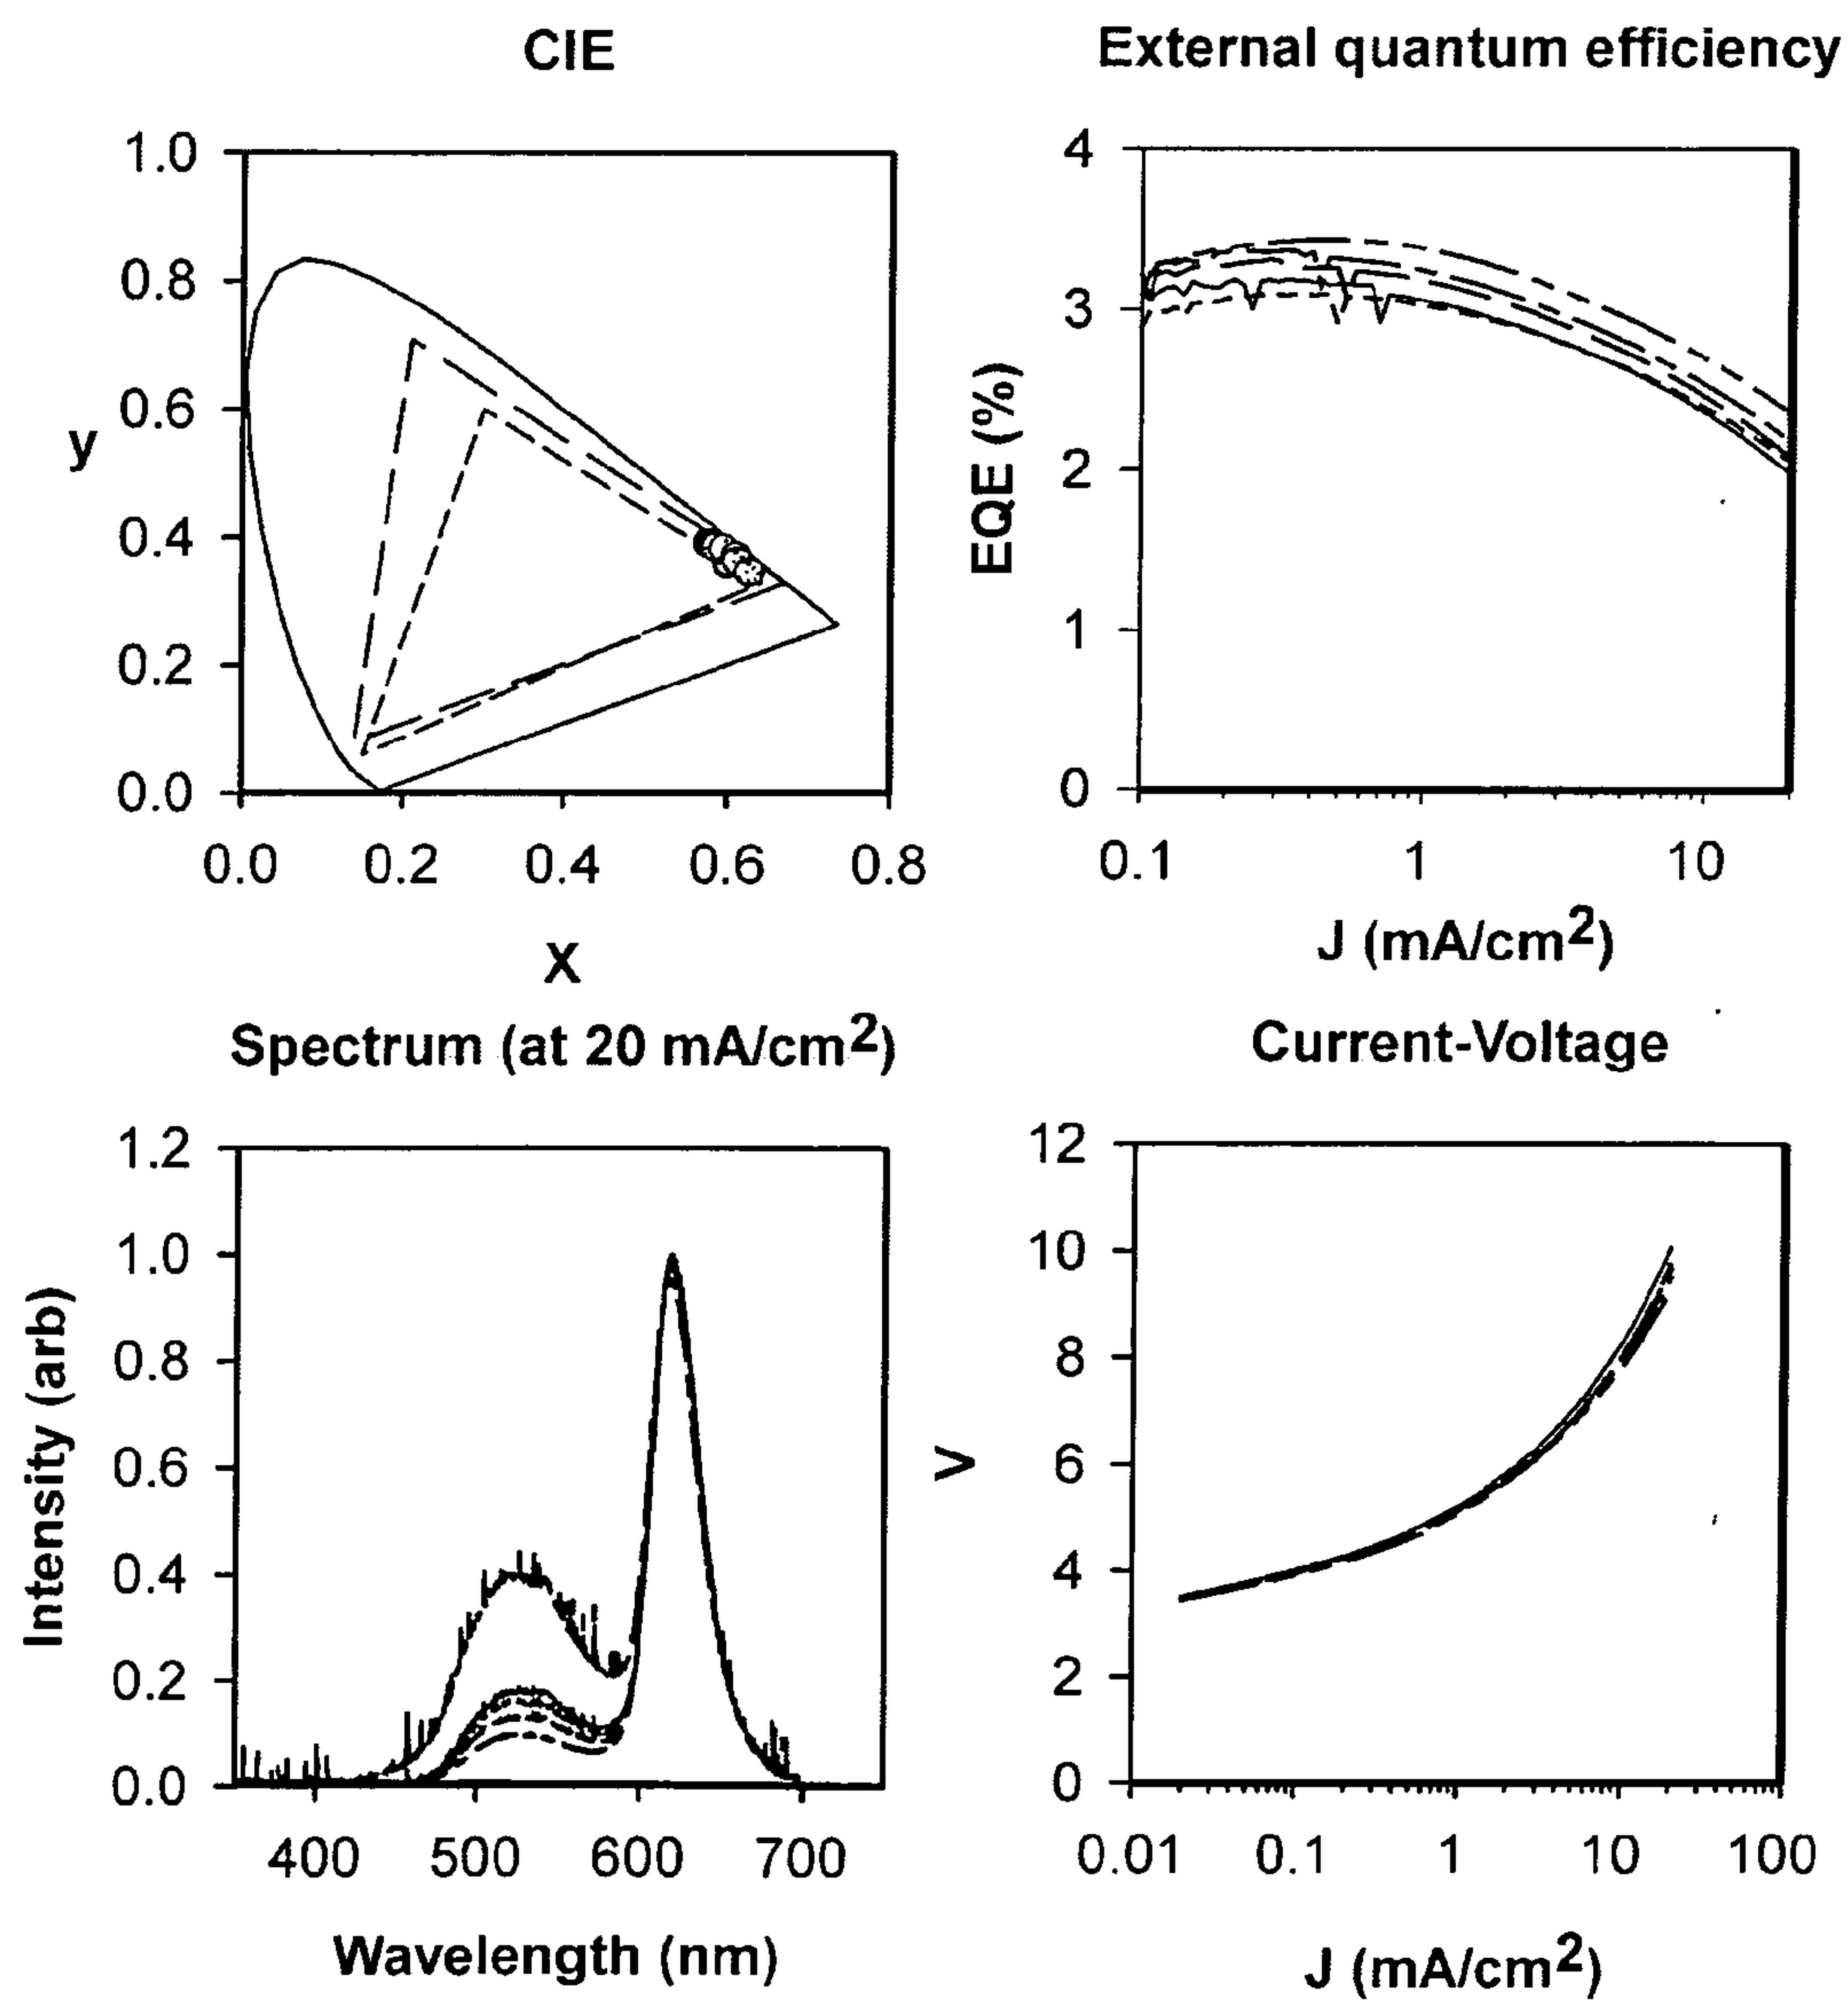 CIE
1.0
0.8
0.6
0.4
0.2
0.0
y
0.0 0.2 0.4 0.6 0.8
X
External quantum efficiency
4
3
2
1
0
EQE (%)
0.1 1 10
J (mA/cm²)
Spectrum (at 20 mA/cm²)
1.2
1.0
0.8
0.6
0.4
0.2
0.0
Intensity (arb)
400 500 600 700
Wavelength (nm)
Current-Voltage
12
10
8
6
4
2
0
V
0.01 0.1 1 10 100
J (mA/cm²)